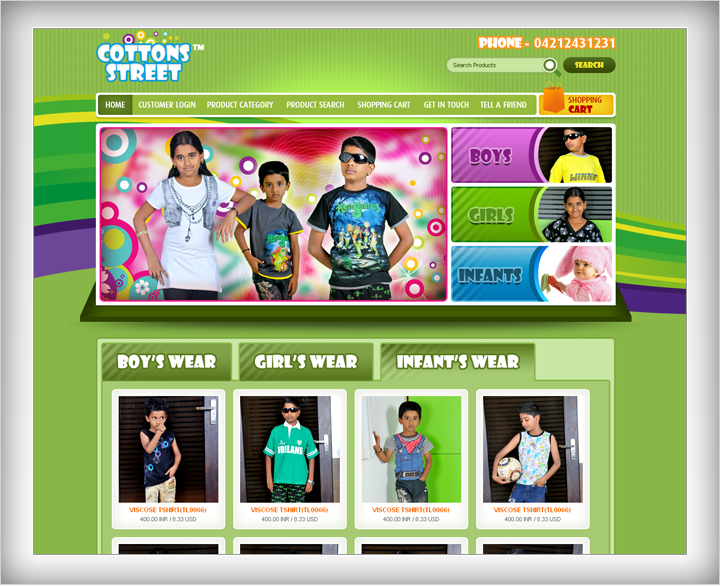 COTTONS™
STREET
PHONE - 04212431231
Search Products
SEARCH
HOME CUSTOMER LOGIN PRODUCT CATEGORY PRODUCT SEARCH SHOPPING CART GET IN TOUCH TELL A FRIEND
SHOPPING
CART
BOYS
GIRLS
INFANTS
BOY'S WEAR GIRL'S WEAR INFANT'S WEAR
IRELAND
VISCOSE TSHIRT(TL0066) VISCOSE TSHIRT(TL0066) VISCOSE TSHIRT(TL0066) VISCOSE TSHIRT(TL0066)
400.00 INR / 8.33 USD 400.00 INR / 8.33 USD 400.00 INR / 8.33 USD 400.00 INR / 8.33 USD